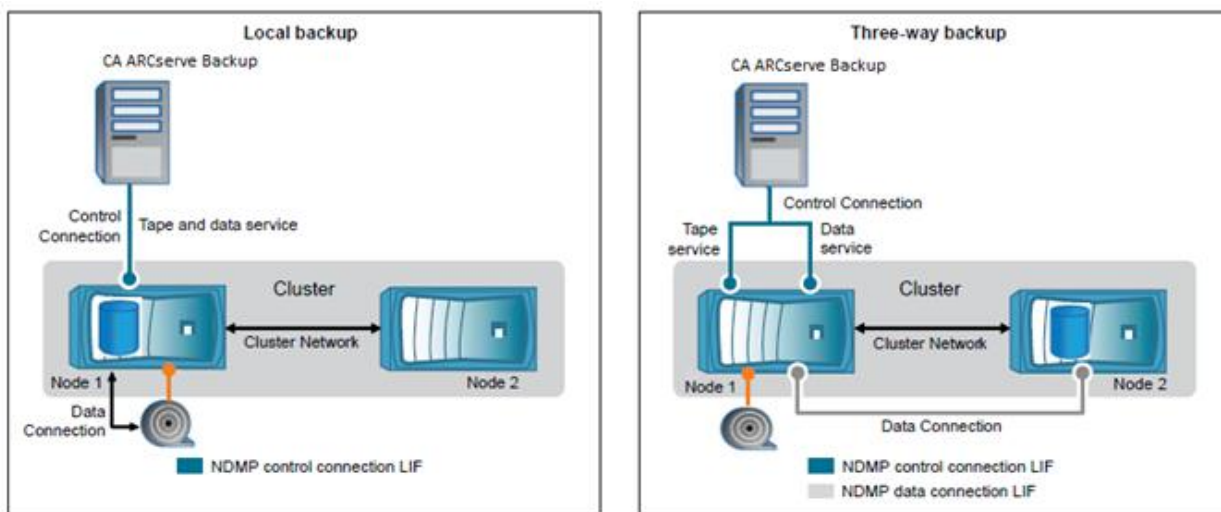 Local backup
CA ARCserve Backup
Control
Connection
Tape and data service
Cluster
Cluster Network
Node 1
Node 2
Data
Connection
NDMP control connection LIF
Three-way backup
CA ARCserve Backup
Control Connection
Tape
service
Data
service
Cluster
Cluster Network
Node 1
Node 2
Data Connection
NDMP control connection LIF
NDMP data connection LIF